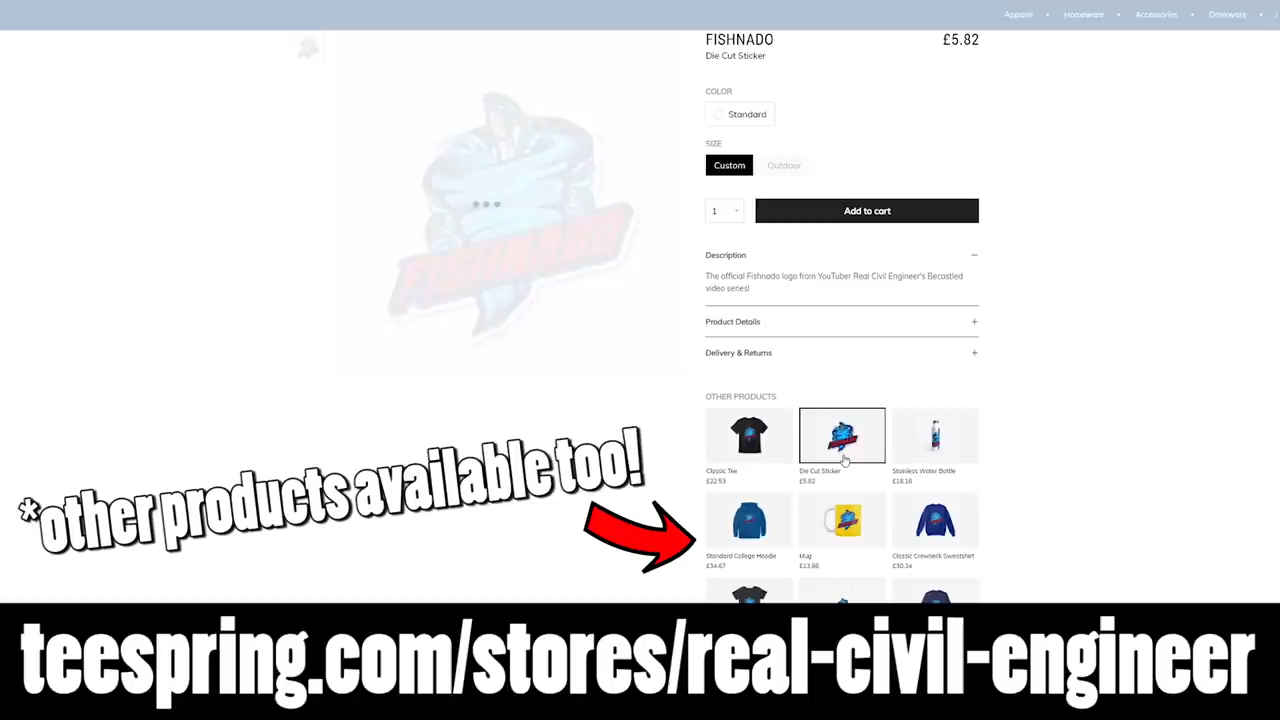 Apparel • Homeware • Accessories • Drinkware •
FISHNADO £5.82
Die Cut Sticker
COLOR
Standard
SIZE
Custom Outdoor
1 Add to cart
FISHNADO
Description
The official Fishnado logo from YouTuber Real Civil Engineer's Becastled
video series!
Product Details +
Delivery & Returns +
OTHER PRODUCTS
Classic Tee Die Cut Sticker Stainless Water Bottle
£22.53 £5.82 £18.18
*other products available too!
Standard College Hoodie Mug Classic Crewneck Sweatshirt
£34.67 £13.86 £30.34
teespring.com/stores/real-civil-engineer